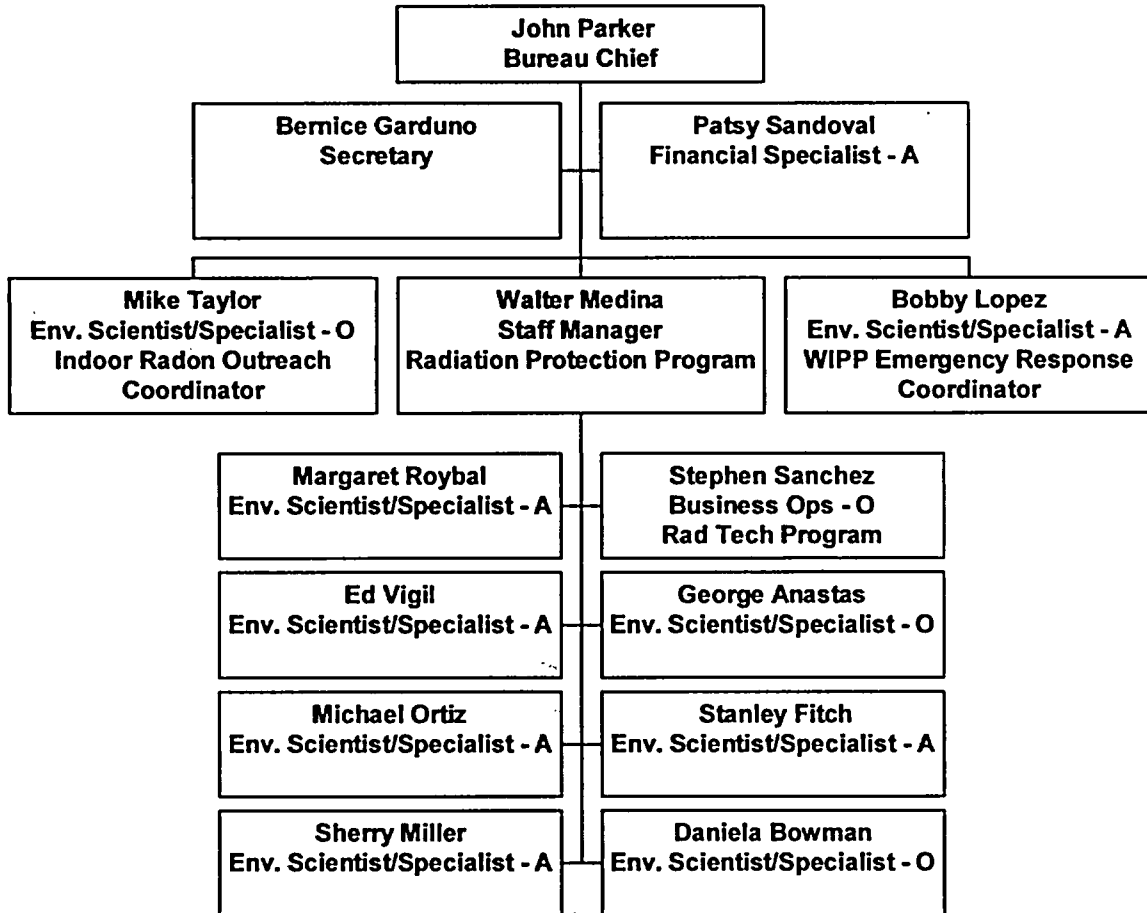 John Parker
Bureau Chief
Bernice Garduno
Secretary
Patsy Sandoval
Financial Specialist - A
Mike Taylor
Env. Scientist/Specialist - O
Indoor Radon Outreach
Coordinator
Walter Medina
Staff Manager
Radiation Protection Program
Bobby Lopez
Env. Scientist/Specialist - A
WIPP Emergency Response
Coordinator
Margaret Roybal
Env. Scientist/Specialist - A
Stephen Sanchez
Business Ops - O
Rad Tech Program
Ed Vigil
Env. Scientist/Specialist - A
George Anastas
Env. Scientist/Specialist - O
Michael Ortiz
Env. Scientist/Specialist - A
Stanley Fitch
Env. Scientist/Specialist - A
Sherry Miller
Env. Scientist/Specialist - A
Daniela Bowman
Env. Scientist/Specialist - O